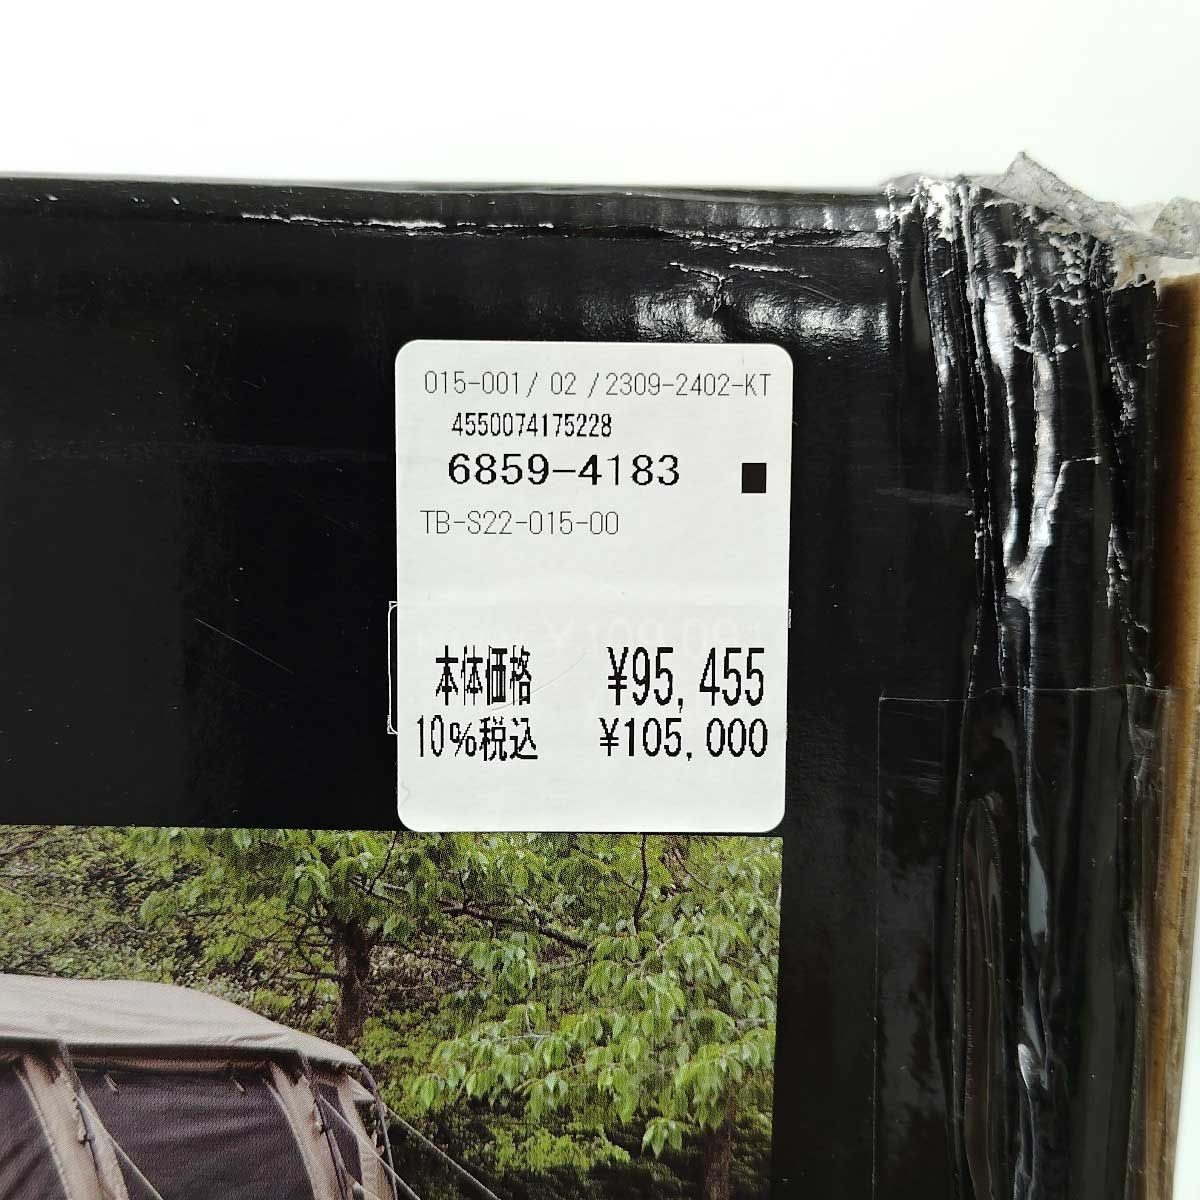 015-001/ 02 /2309-2402-KT
4550074175228
6859-4183 ■
TB-S22-015-00
本体価格 ¥95,455
10%税込 ¥105,000